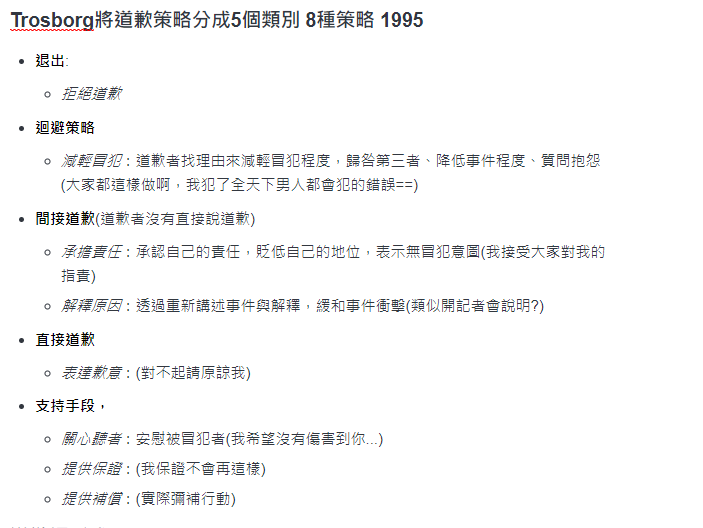 Trosborg將道歉策略分成5個類別 8種策略 1995
退出:
拒絕道歉
迴避策略
減輕冒犯：道歉者找理由來減輕冒犯程度，歸咎第三者、降低事件程度、質問抱怨
(大家都這樣做啊，我犯了全天下男人都會犯的錯誤==)
間接道歉(道歉者沒有直接說道歉)
承擔責任：承認自己的責任，貶低自己的地位，表示無冒犯意圖(我接受大家對我的
指責)
解釋原因：透過重新講述事件與解釋，緩和事件衝擊(類似開記者會說明?)
直接道歉
表達歉意：(對不起請原諒我)
支持手段，
關心聽者：安慰被冒犯者(我希望沒有傷害到你...)
提供保證：(我保證不會再這樣)
提供補償：(實際彌補行動)